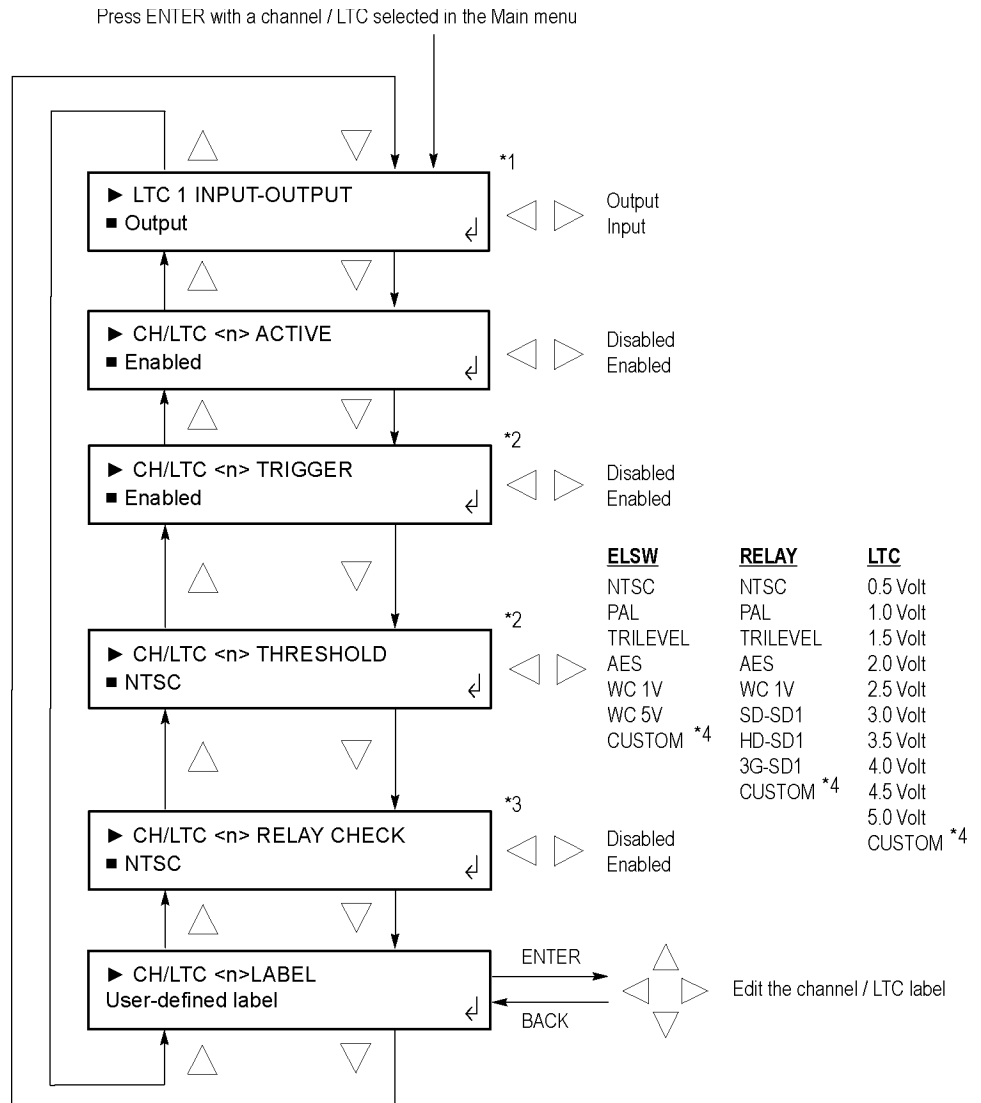 Press ENTER with a channel / LTC selected in the Main menu
*1
► LTC 1 INPUT-OUTPUT
■ Output
Output
Input
► CH/LTC <n> ACTIVE
■ Enabled
Disabled
Enabled
*2
► CH/LTC <n> TRIGGER
■ Enabled
Disabled
Enabled
*2
► CH/LTC <n> THRESHOLD
■ NTSC
ELSW
NTSC
PAL
TRILEVEL
AES
WC 1V
WC 5V
CUSTOM *4
RELAY
NTSC
PAL
TRILEVEL
AES
WC 1V
SD-SD1
HD-SD1
3G-SD1
CUSTOM *4
LTC
0.5 Volt
1.0 Volt
1.5 Volt
2.0 Volt
2.5 Volt
3.0 Volt
3.5 Volt
4.0 Volt
4.5 Volt
5.0 Volt
CUSTOM *4
*3
► CH/LTC <n> RELAY CHECK
■ NTSC
Disabled
Enabled
► CH/LTC <n>LABEL
User-defined label
ENTER
BACK
Edit the channel / LTC label